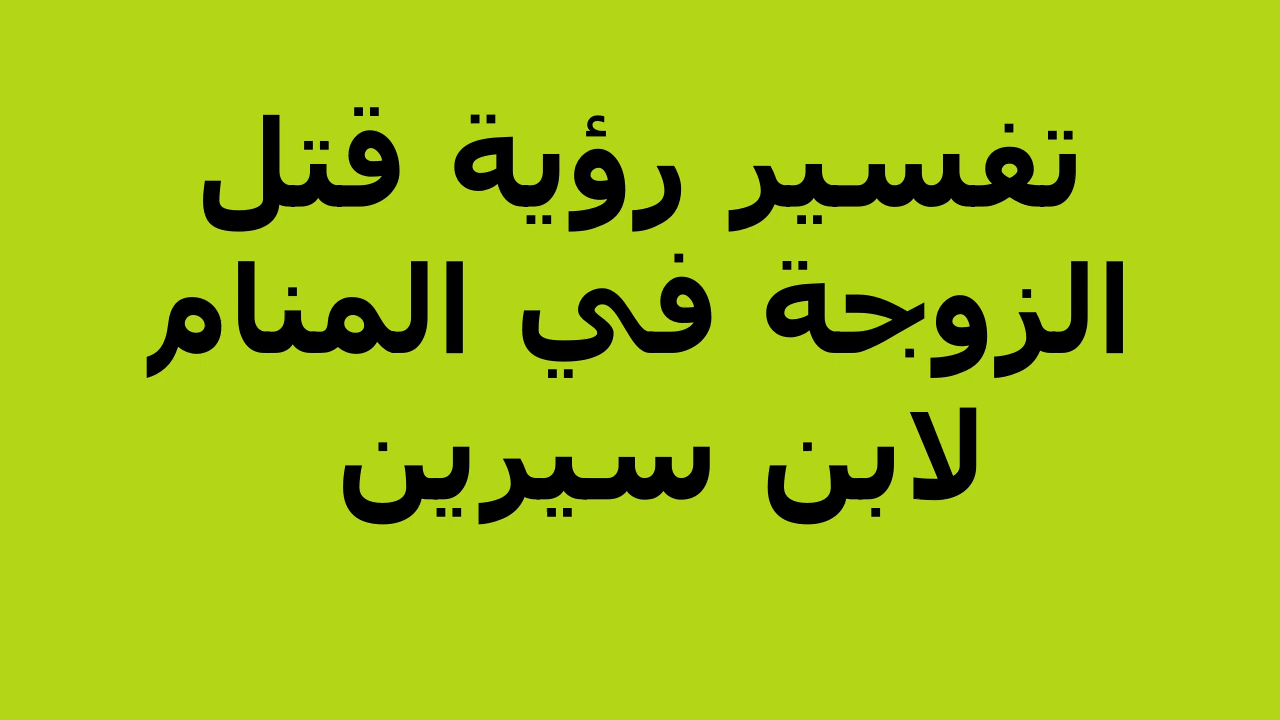 تفسير رؤية قتل
الزوجة في المنام
لابن سيرين